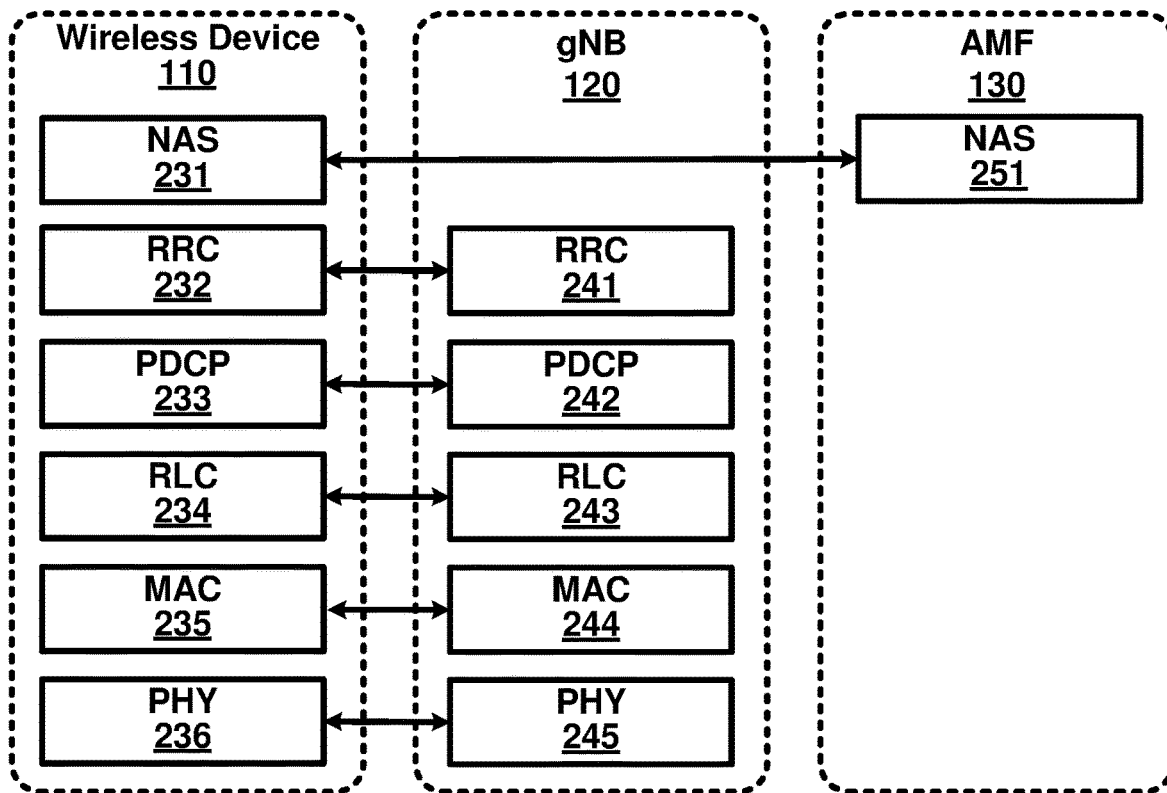 Wireless Device
110
gNB
120
AMF
130
NAS
231
NAS
251
RRC
232
RRC
241
PDCP
233
PDCP
242
RLC
234
RLC
243
MAC
235
MAC
244
PHY
236
PHY
245